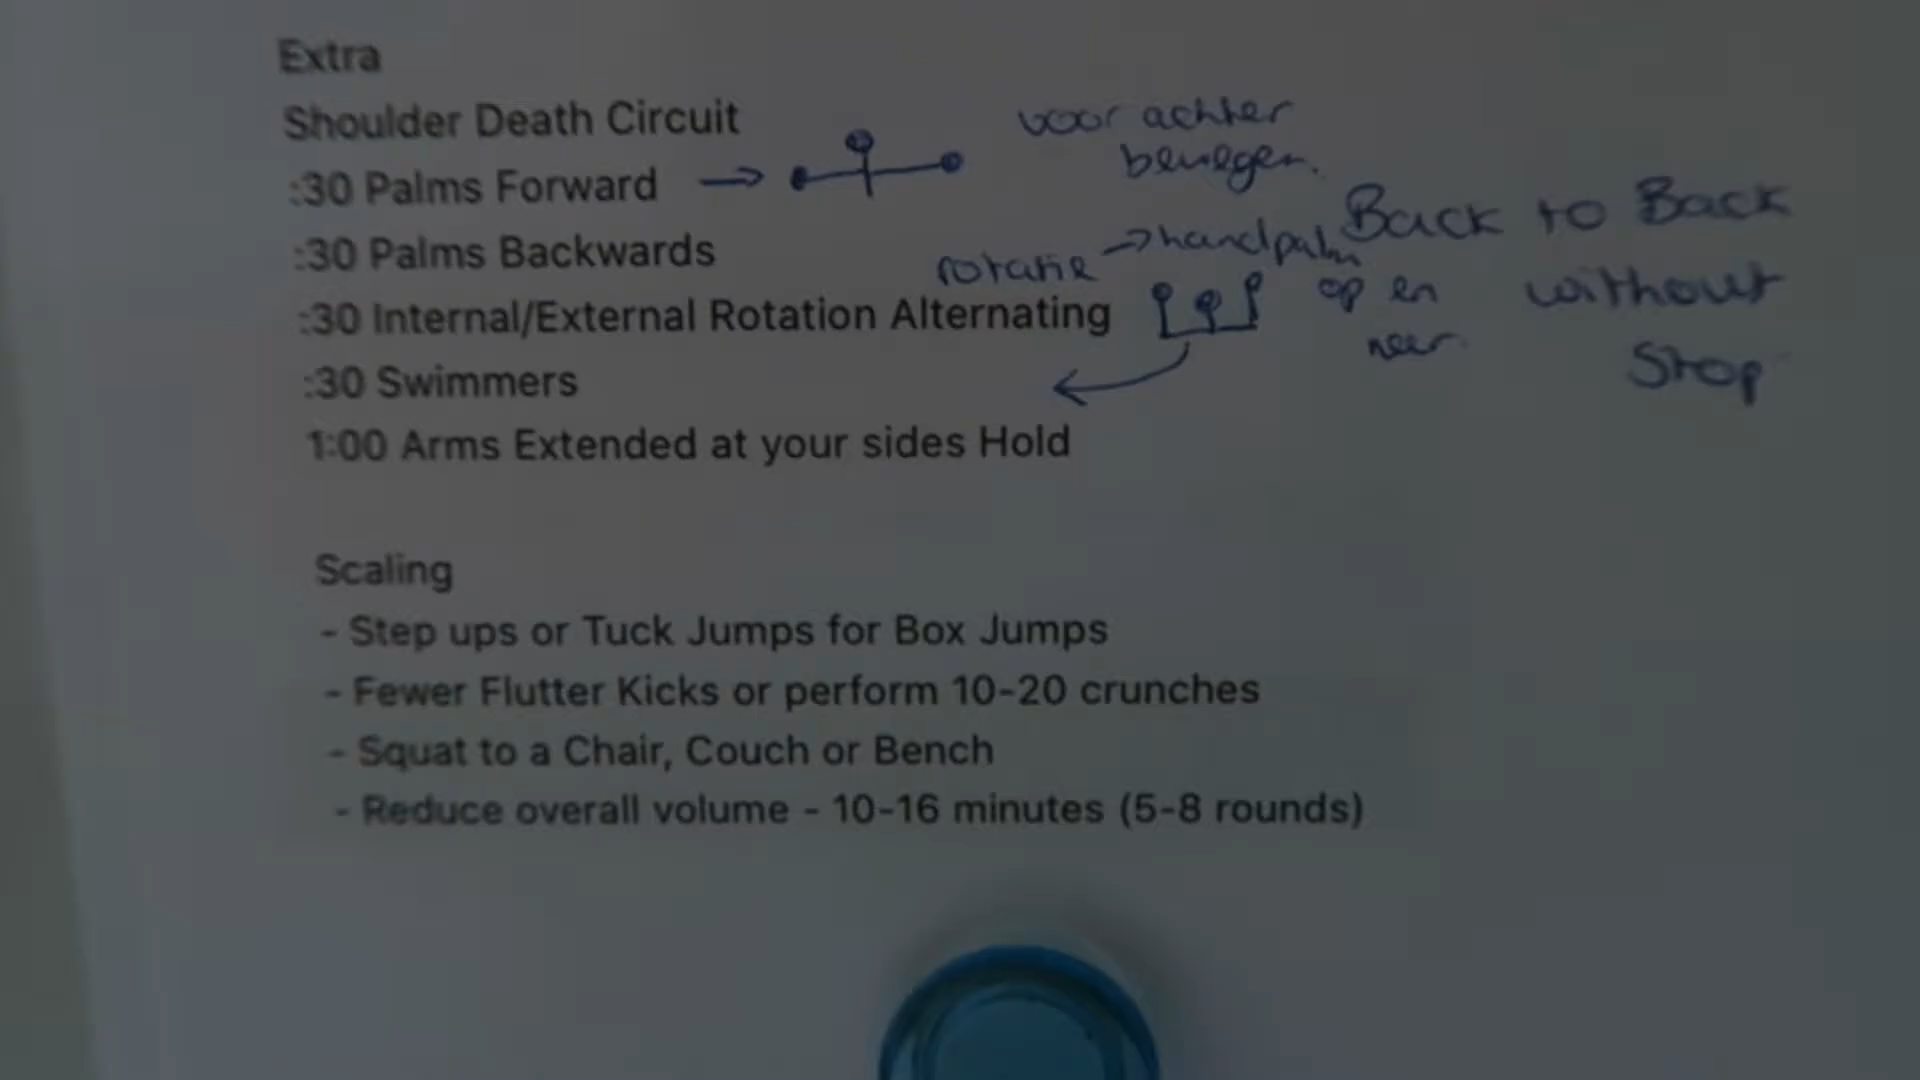 Extra
Shoulder Death Circuit
voor achter
bewegen.
:30 Palms Forward
Back to Back
:30 Palms Backwards
rotatie → handpalm
:30 Internal/External Rotation Alternating
op en
neer.
without
Stop
:30 Swimmers
1:00 Arms Extended at your sides Hold
Scaling
- Step ups or Tuck Jumps for Box Jumps
- Fewer Flutter Kicks or perform 10-20 crunches
- Squat to a Chair, Couch or Bench
- Reduce overall volume - 10-16 minutes (5-8 rounds)